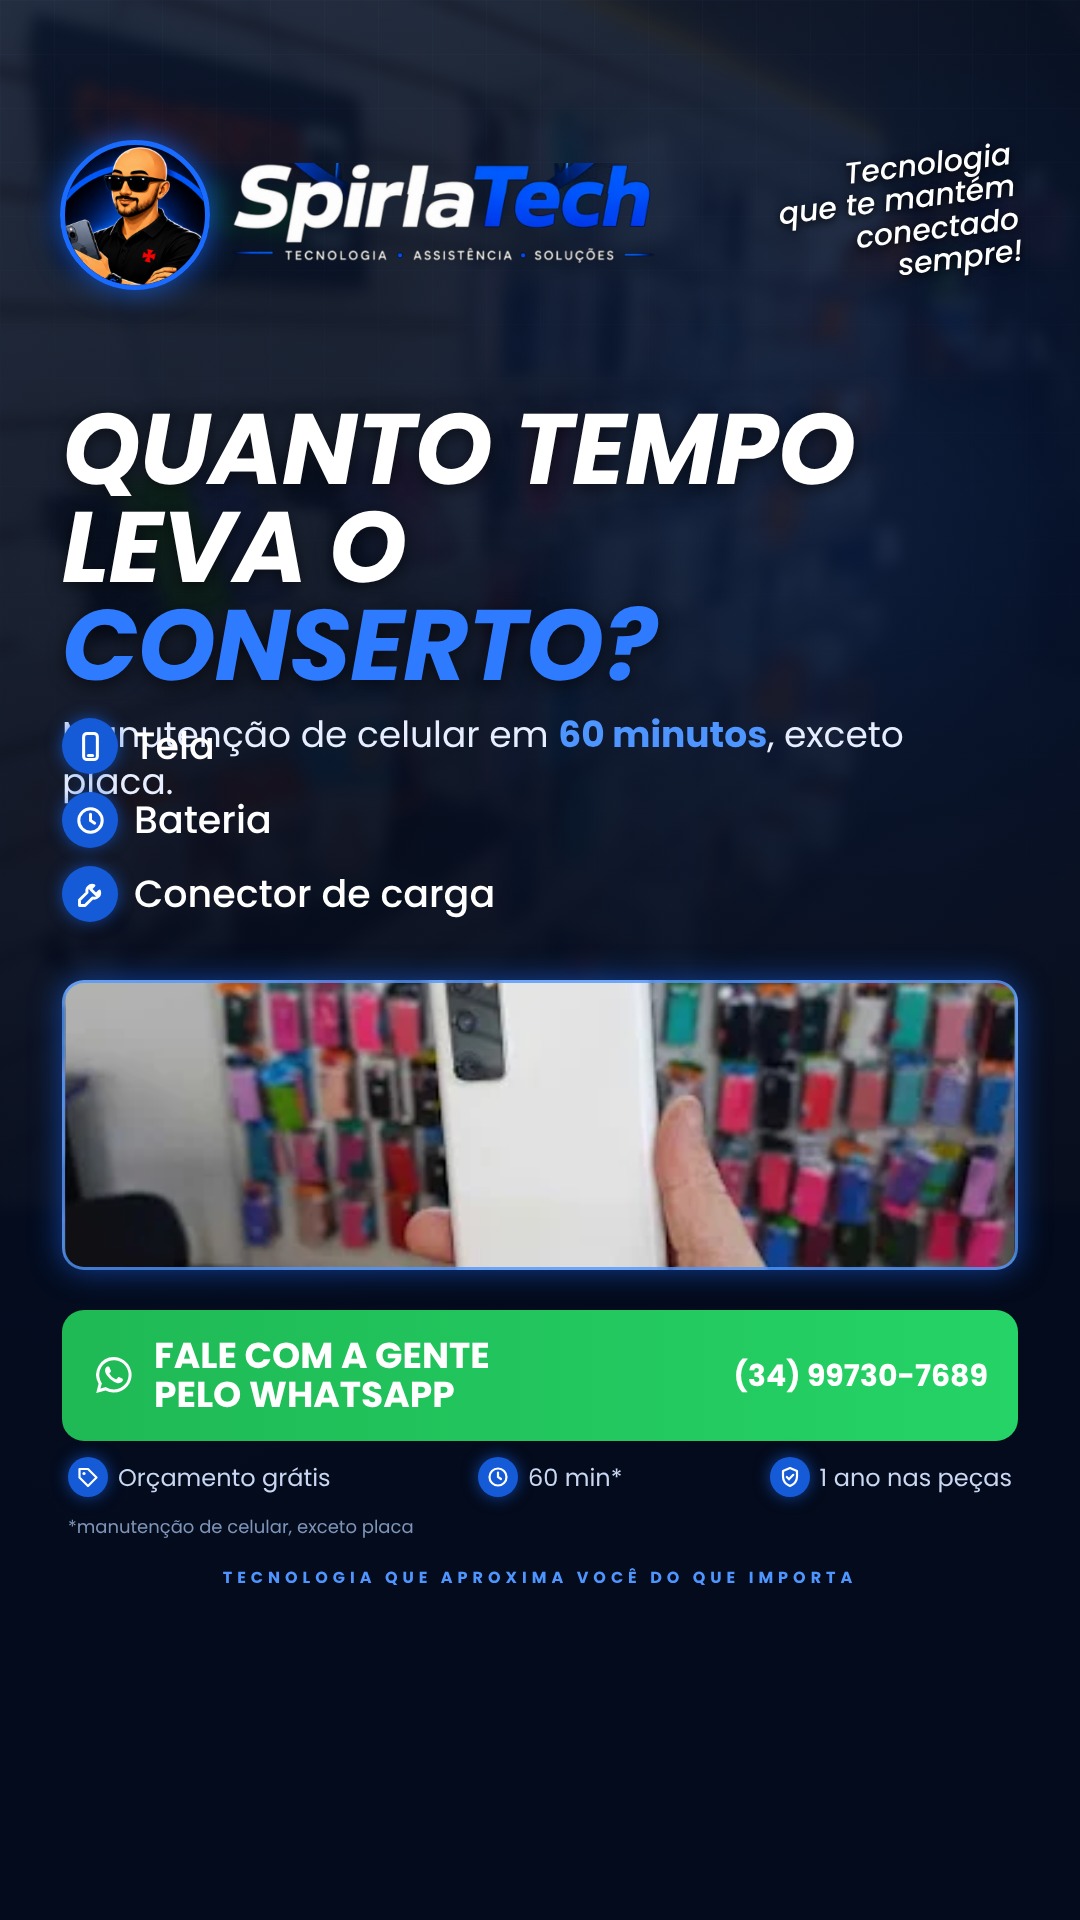 SpirlaTech
TECNOLOGIA • ASSISTÊNCIA • SOLUÇÕES
Tecnologia
que te mantém
conectado
sempre!
QUANTO TEMPO
LEVA O
CONSERTO?
Manutenção de celular em 60 minutos, exceto
placa.
Tela
Bateria
Conector de carga
FALE COM A GENTE
PELO WHATSAPP
(34) 99730-7689
Orçamento grátis
60 min*
1 ano nas peças
*manutenção de celular, exceto placa
TECNOLOGIA QUE APROXIMA VOCÊ DO QUE IMPORTA